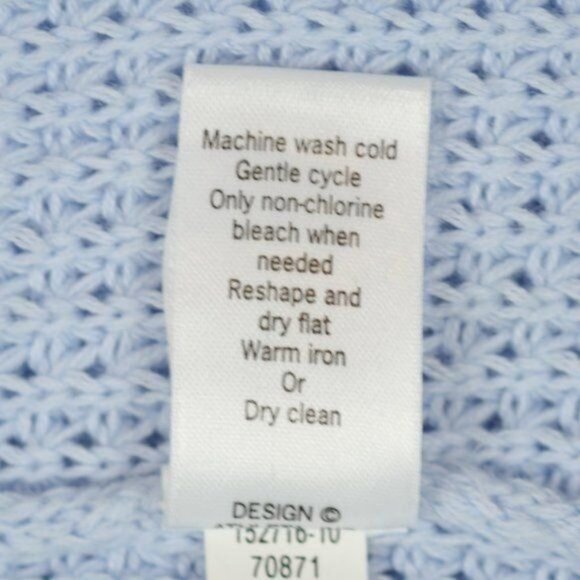 Machine wash cold
Gentle cycle
Only non-chlorine
bleach when
needed
Reshape and
dry flat
Warm iron
Or
Dry clean
DESIGN ©
70871